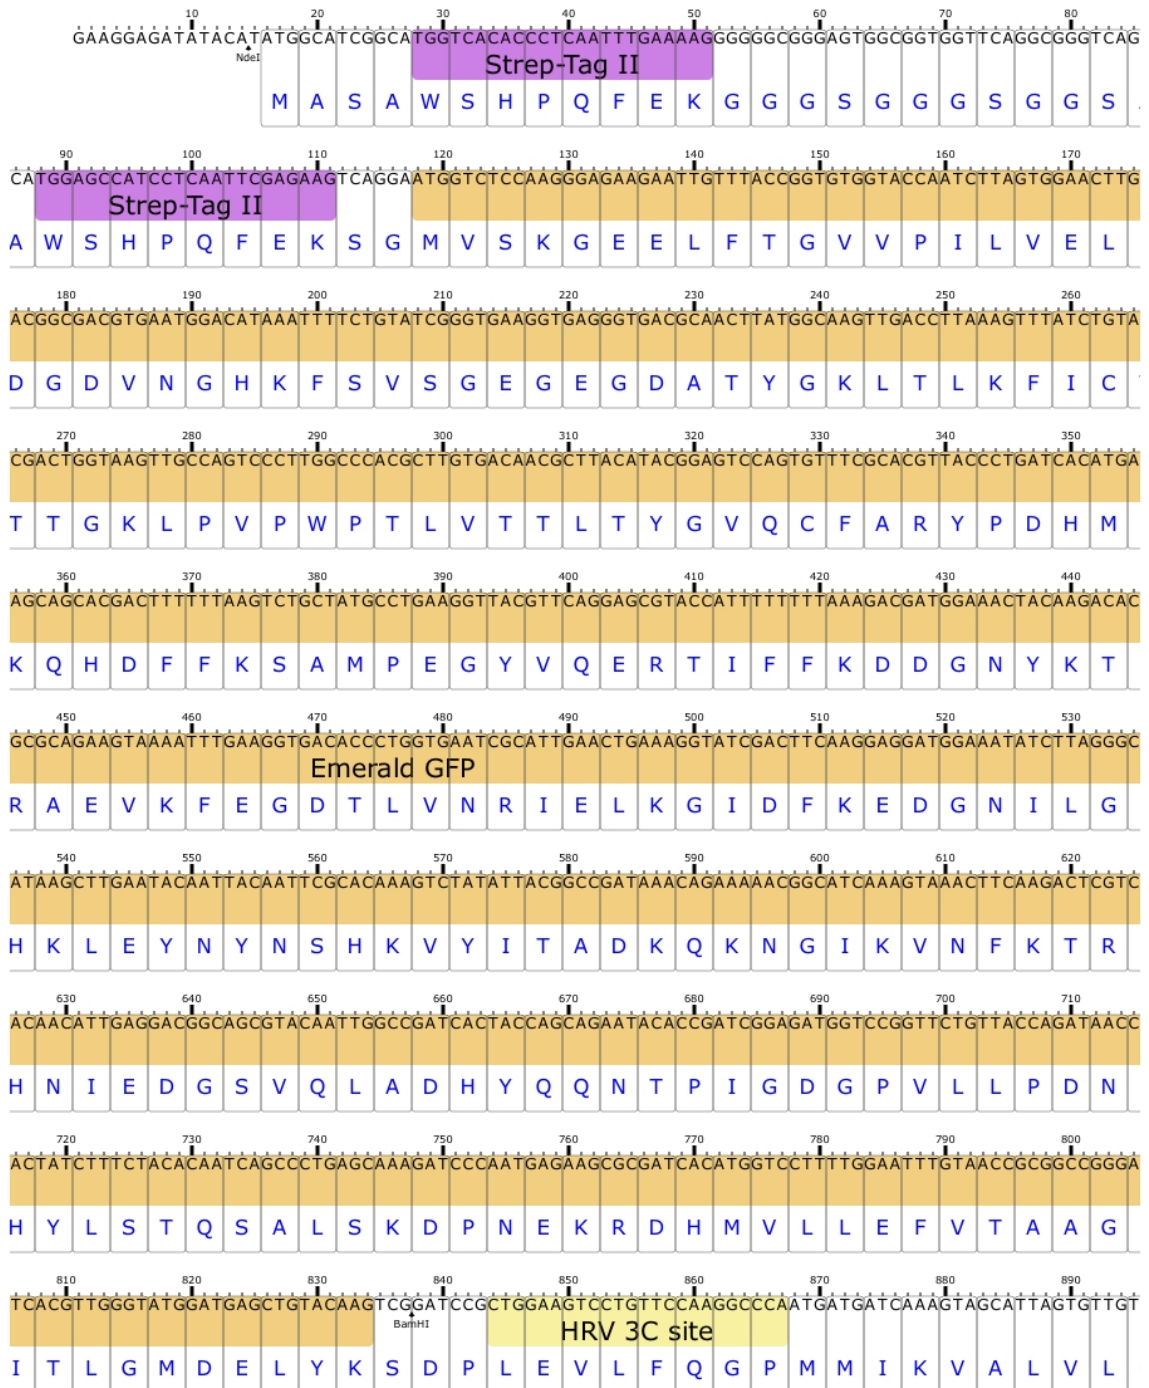 10 20 30 40 50 60 70 80
GAAGGAGATATACATATGGCATCGGCATGGTCACACCCTCAATTTGAAAAGGGGGGCGGGAGTGGCGGTGGTTCAGGCGGGTCAG
NdeI
Strep-Tag II
M A S A W S H P Q F E K G G G S G G G S G G S
90 100 110 120 130 140 150 160 170
CATGGAGCCATCCTCAATTCGAGAAGTCAGGAATGGTCTCCAAGGGAGAAGAATTGTTTACCGGTGTGGTACCAATCTTAGTGGAACTTG
Strep-Tag II
A W S H P Q F E K S G M V S K G E E L F T G V V P I L V E L
180 190 200 210 220 230 240 250 260
ACGGCGACGTGAATGGACATAAATTTTCTGTATCGGGTGAAGGTGAGGGTGACGCAACTTATGGCAAGTTGACCTTAAAGTTTATCTGTA
D G D V N G H K F S V S G E G E G D A T Y G K L T L K F I C
270 280 290 300 310 320 330 340 350
CGACTGGTAAGTTGCCAGTCCCTTGGCCCACGCTTGTGACAACGCTTACATACGGAGTCCAGTGTTTCGCACGTTACCCTGATCACATGA
T T G K L P V P W P T L V T T L T Y G V Q C F A R Y P D H M
360 370 380 390 400 410 420 430 440
AGCAGCACGACTTTTTTAAGTCTGCTATGCCTGAAGGTTACGTTCAGGAGCGTACCATTTTTTTTAAAGACGATGGAAACTACAAGACAC
K Q H D F F K S A M P E G Y V Q E R T I F F K D D G N Y K T
450 460 470 480 490 500 510 520 530
GCGCAGAAGTAAAATTTGAAGGTGACACCCTGGTGAATCGCATTGAACTGAAAGGTATCGACTTCAAGGAGGATGGAAATATCTTAGGGC
Emerald GFP
R A E V K F E G D T L V N R I E L K G I D F K E D G N I L G
540 550 560 570 580 590 600 610 620
ATAAGCTTGAATACAATTACAATTCGCACAAAGTCTATATTACGGCCGATAAACAGAAAAACGGCATCAAAGTAAACTTCAAGACTCGTC
H K L E Y N Y N S H K V Y I T A D K Q K N G I K V N F K T R
630 640 650 660 670 680 690 700 710
ACAACATTGAGGACGGCAGCGTACAATTGGCCGATCACTACCAGCAGAATACACCGATCGGAGATGGTCCGGTTCTGTTACCAGATAACC
H N I E D G S V Q L A D H Y Q Q N T P I G D G P V L L P D N
720 730 740 750 760 770 780 790 800
ACTATCTTTCTACACAATCAGCCCTGAGCAAAGATCCCAATGAGAAGCGCGATCACATGGTCCTTTTGGAATTTGTAACCGCGGCCGGGA
H Y L S T Q S A L S K D P N E K R D H M V L L E F V T A A G
810 820 830 840 850 860 870 880 890
TCACGTTGGGTATGGATGAGCTGTACAAGTCGGATCCGCTGGAAGTCCTGTTCCAAGGCCCAATGATGATCAAAGTAGCATTAGTGTTGT
BamHI
HRV 3C site
I T L G M D E L Y K S D P L E V L F Q G P M M I K V A L V L